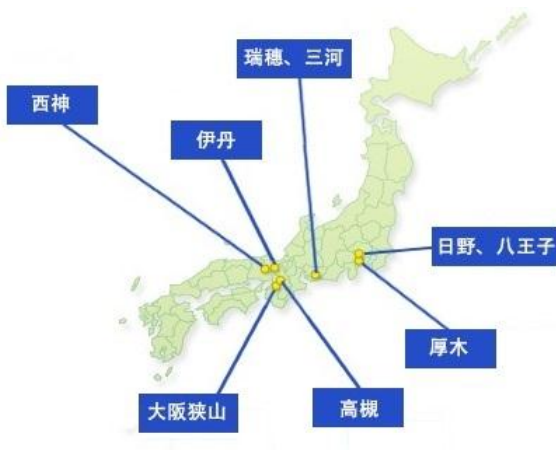 瑞穂、三河
西神
伊丹
日野、八王子
厚木
大阪狭山
高槻